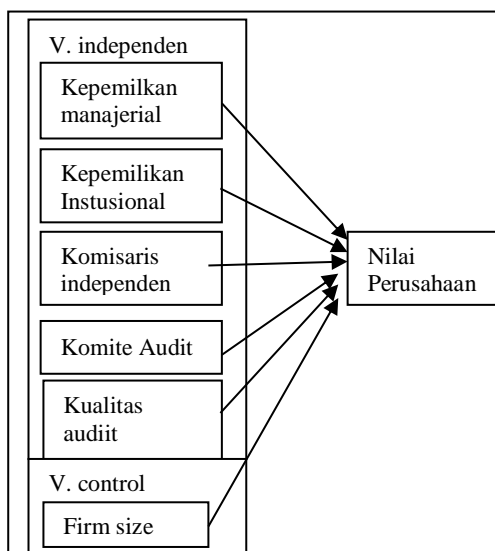 V. independen
Kepemilkan
manajerial
Kepemilikan
Instusional
Komisaris
independen
Komite Audit
Kualitas
audiit
V. control
Firm size
Nilai
Perusahaan